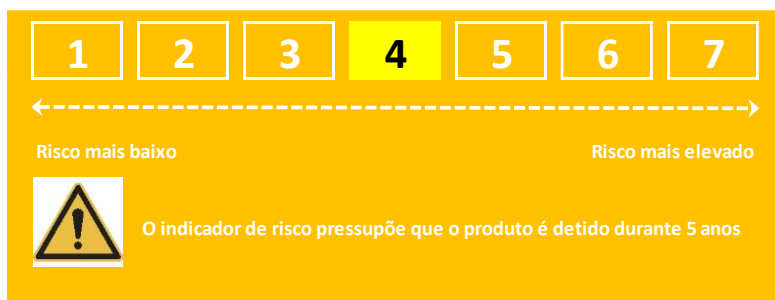 1 2 3 4 5 6 7
Risco mais baixo Risco mais elevado
O indicador de risco pressupõe que o produto é detido durante 5 anos